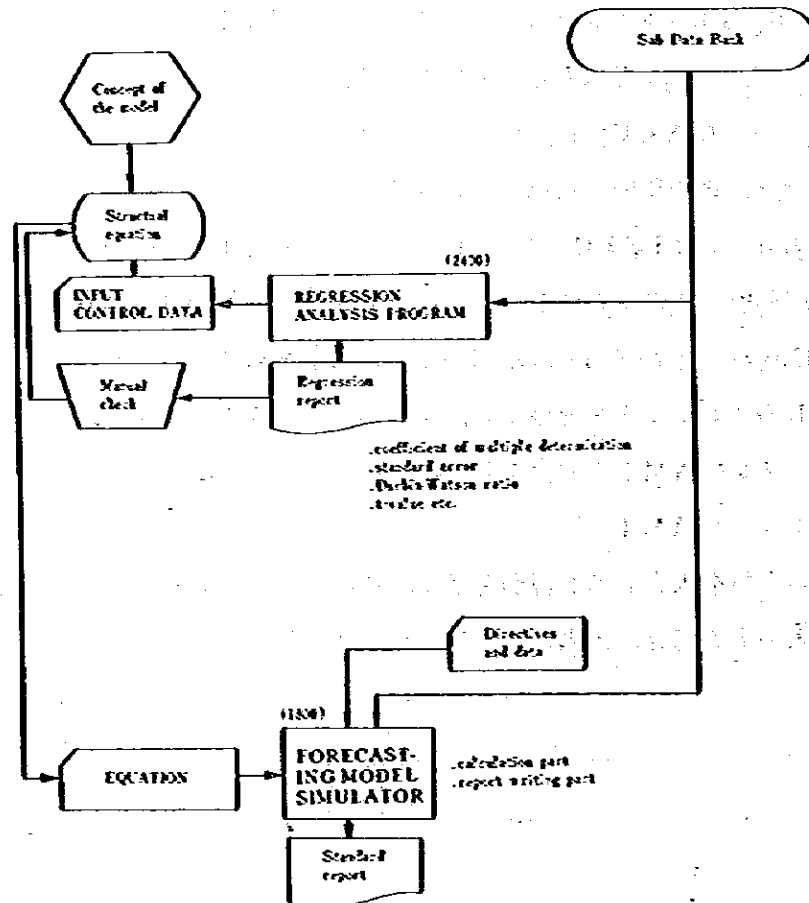 Sub Data Bank
Concept of
the model
Structual
equation
(2400)
INPUT
CONTROL DATA
REGRESSION
ANALYSIS PROGRAM
Manual
check
Regression
report
.coefficient of multiple determination
.standard error
.Durbin-Watson ratio
.t-value etc.
Directives
and data
(1800)
EQUATION
FORECAST-
ING MODEL
SIMULATOR
.calculation part
.report writing part
Standard
report